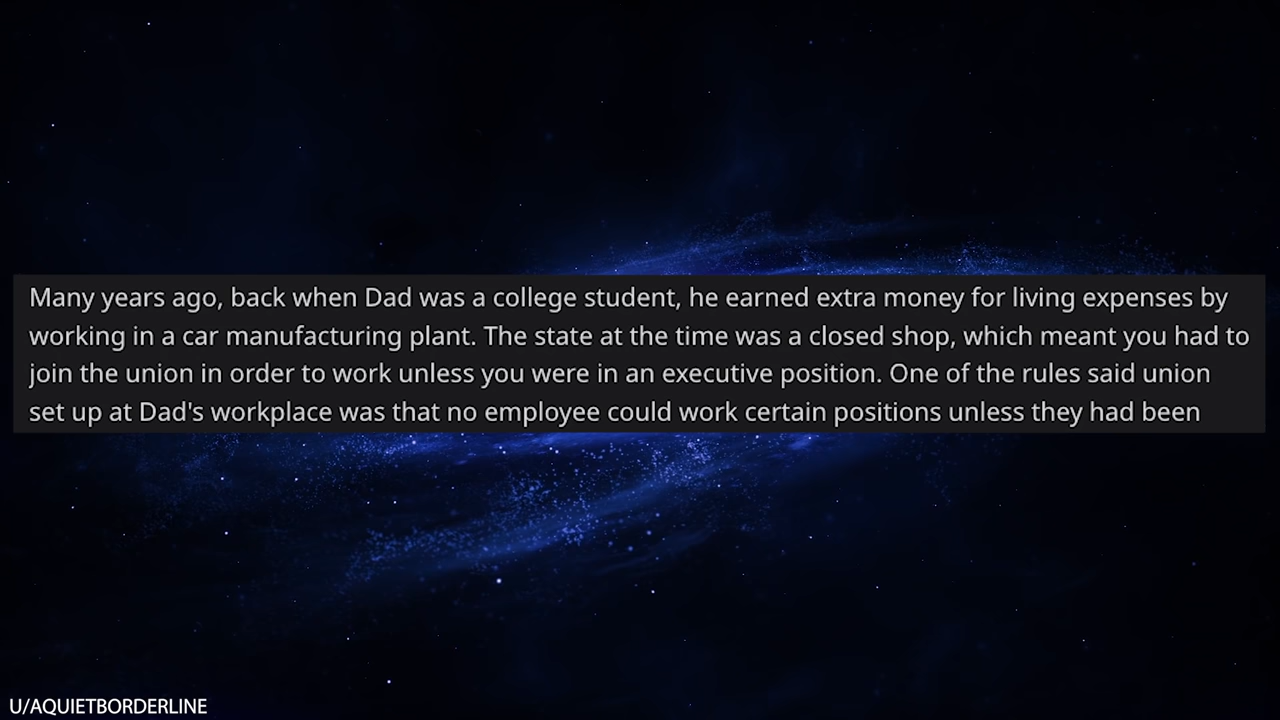 Many years ago, back when Dad was a college student, he earned extra money for living expenses by
working in a car manufacturing plant. The state at the time was a closed shop, which meant you had to
join the union in order to work unless you were in an executive position. One of the rules said union
set up at Dad's workplace was that no employee could work certain positions unless they had been
U/AQUIETBORDERLINE